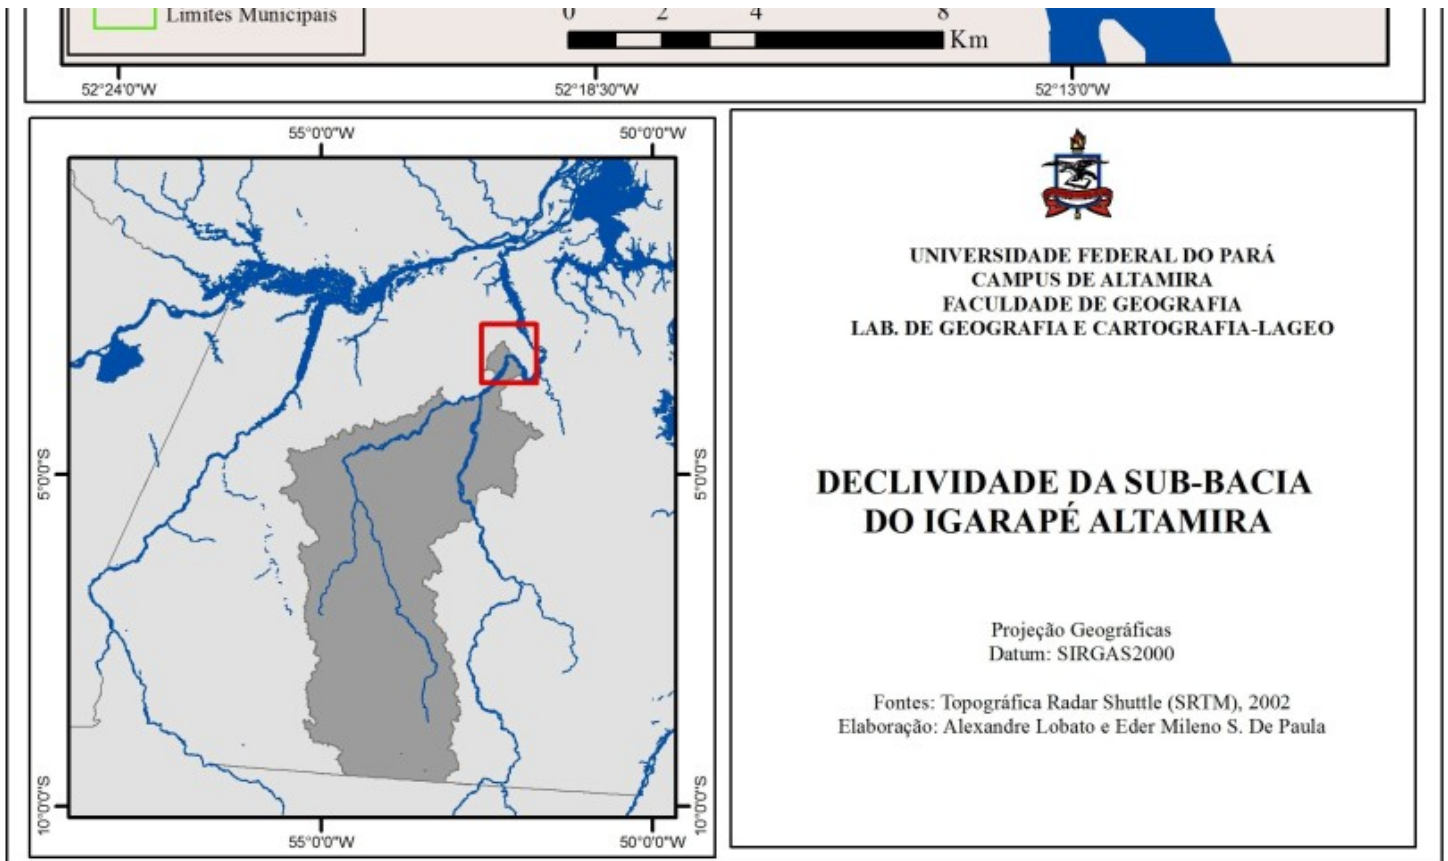 Limites Municipais
0 2 4 8
Km
52°24'0"W 52°18'30"W 52°13'0"W
55°0'0"W 50°0'0"W
5°0'0"S 5°0'0"S
10°0'0"S 10°0'0"S
55°0'0"W 50°0'0"W
UNIVERSIDADE FEDERAL DO PARÁ
CAMPUS DE ALTAMIRA
FACULDADE DE GEOGRAFIA
LAB. DE GEOGRAFIA E CARTOGRAFIA-LAGEO
DECLIVIDADE DA SUB-BACIA
DO IGARAPÉ ALTAMIRA
Projeção Geográficas
Datum: SIRGAS2000
Fontes: Topográfica Radar Shuttle (SRTM), 2002
Elaboração: Alexandre Lobato e Eder Mileno S. De Paula